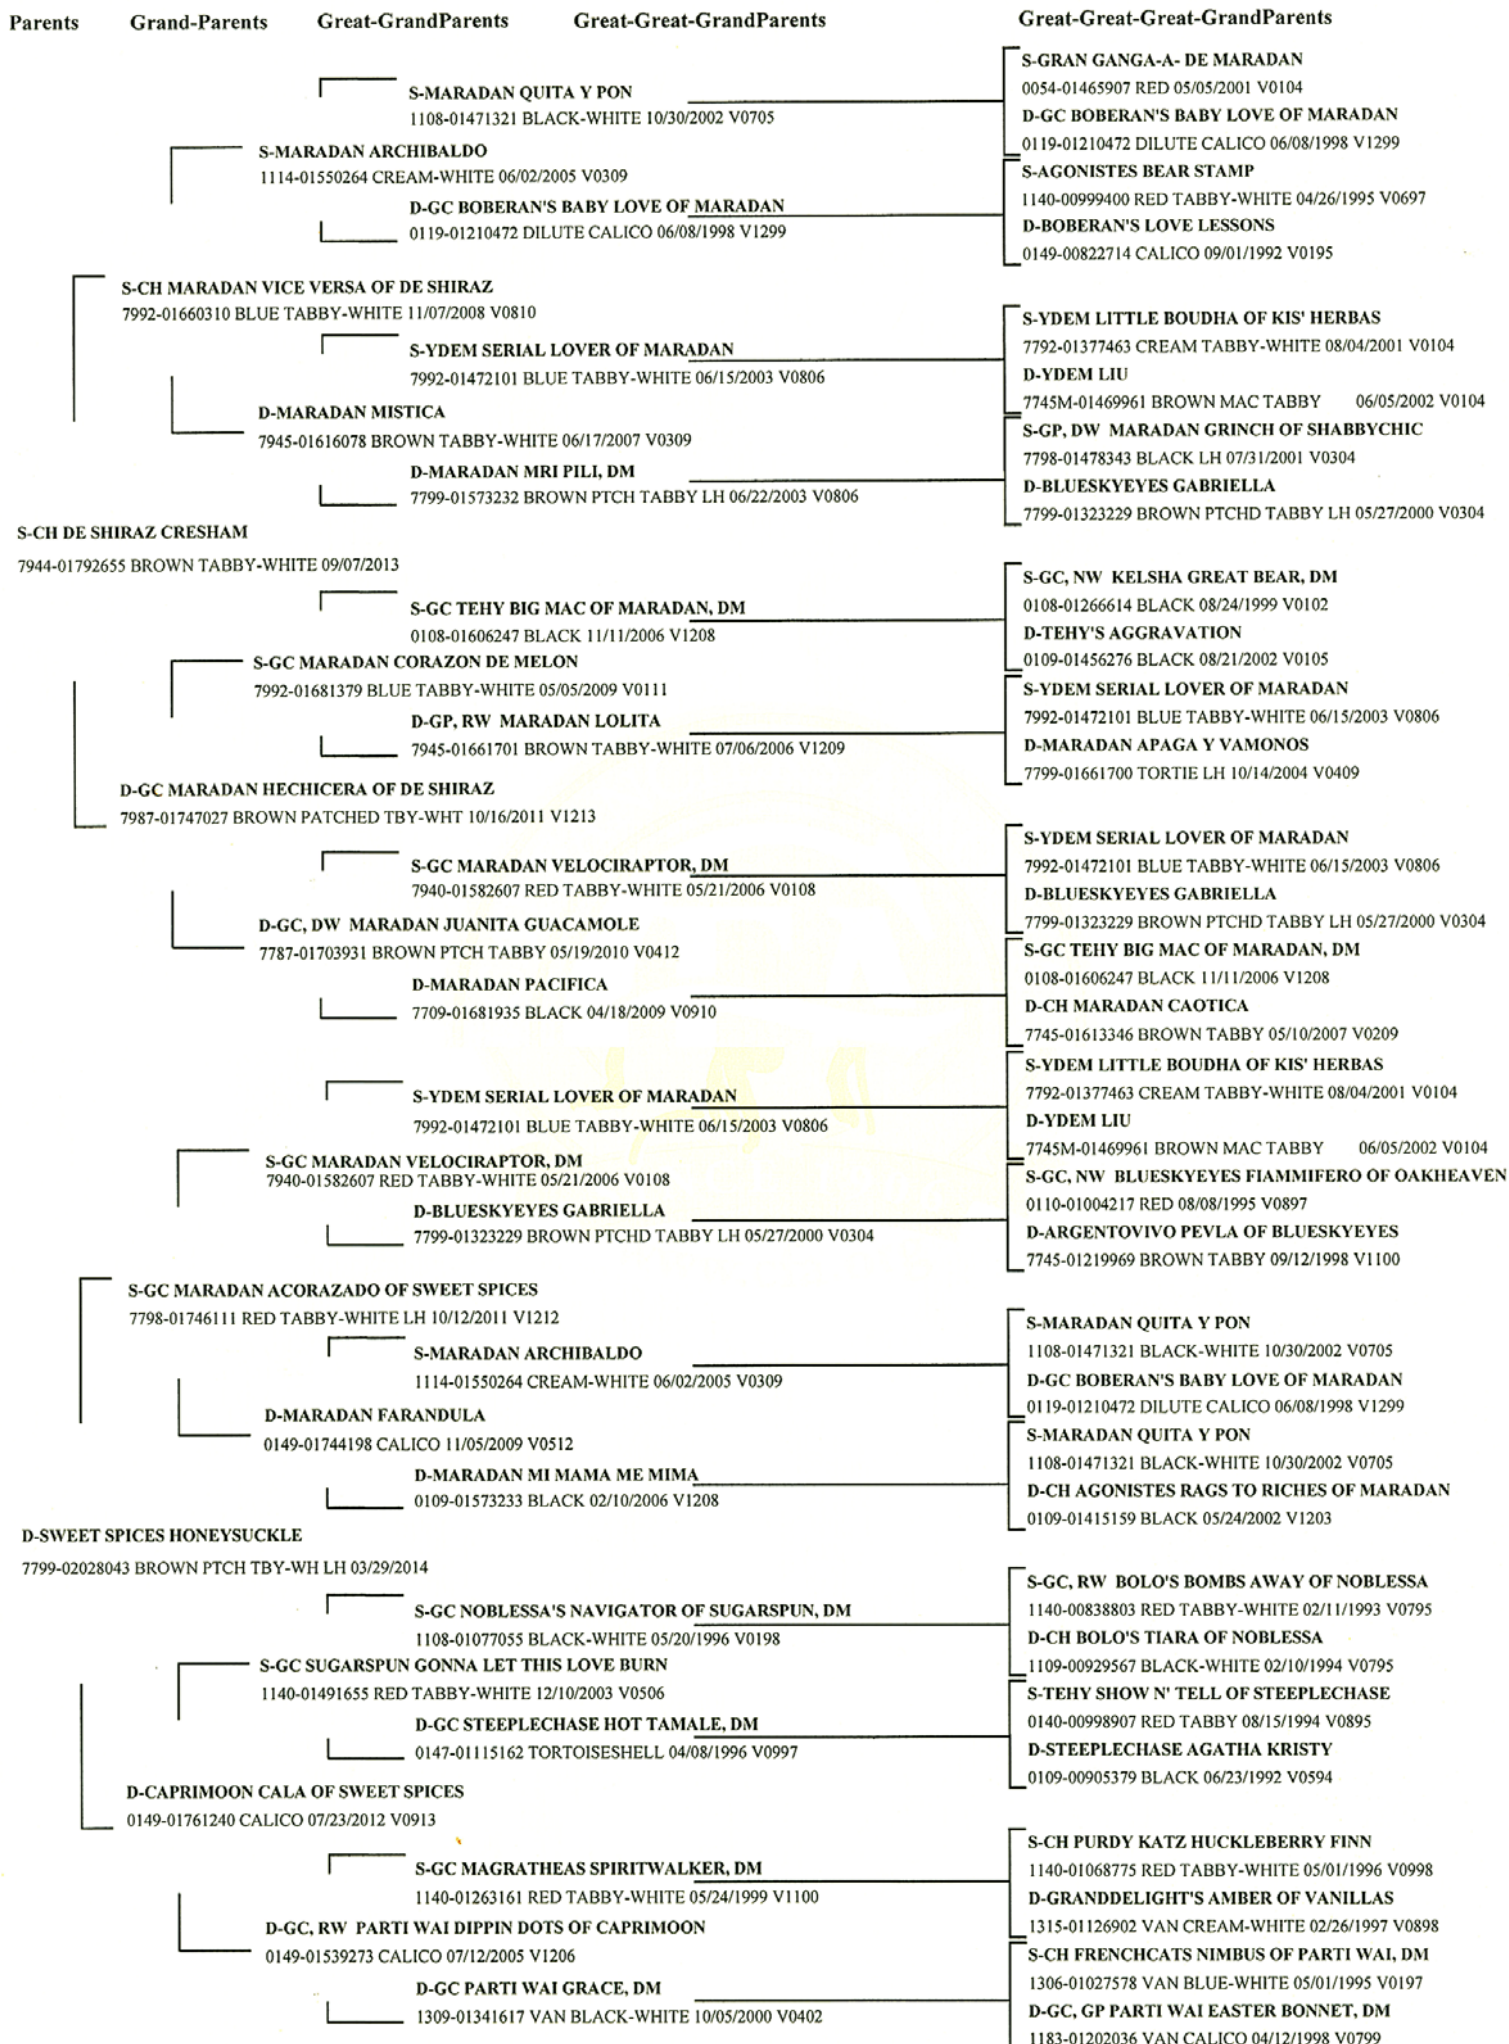 Parents Grand-Parents Great-GrandParents Great-Great-GrandParents Great-Great-Great-GrandParents
S-GRAN GANGA-A- DE MARADAN
0054-01465907 RED 05/05/2001 V0104
S-MARADAN QUITA Y PON
1108-01471321 BLACK-WHITE 10/30/2002 V0705
D-GC BOBERAN'S BABY LOVE OF MARADAN
0119-01210472 DILUTE CALICO 06/08/1998 V1299
S-MARADAN ARCHIBALDO
1114-01550264 CREAM-WHITE 06/02/2005 V0309
S-AGONISTES BEAR STAMP
1140-00999400 RED TABBY-WHITE 04/26/1995 V0697
D-GC BOBERAN'S BABY LOVE OF MARADAN
0119-01210472 DILUTE CALICO 06/08/1998 V1299
D-BOBERAN'S LOVE LESSONS
0149-00822714 CALICO 09/01/1992 V0195
S-CH MARADAN VICE VERSA OF DE SHIRAZ
7992-01660310 BLUE TABBY-WHITE 11/07/2008 V0810
S-YDEM LITTLE BOUDHA OF KIS' HERBAS
7792-01377463 CREAM TABBY-WHITE 08/04/2001 V0104
S-YDEM SERIAL LOVER OF MARADAN
7992-01472101 BLUE TABBY-WHITE 06/15/2003 V0806
D-YDEM LIU
7745M-01469961 BROWN MAC TABBY 06/05/2002 V0104
D-MARADAN MISTICA
7945-01616078 BROWN TABBY-WHITE 06/17/2007 V0309
S-GP, DW MARADAN GRINCH OF SHABBYCHIC
7798-01478343 BLACK LH 07/31/2001 V0304
D-MARADAN MRI PILI, DM
7799-01573232 BROWN PTCH TABBY LH 06/22/2003 V0806
D-BLUESKYEYES GABRIELLA
7799-01323229 BROWN PTCHD TABBY LH 05/27/2000 V0304
S-CH DE SHIRAZ CRESHAM
7944-01792655 BROWN TABBY-WHITE 09/07/2013
S-GC, NW KELSHA GREAT BEAR, DM
0108-01266614 BLACK 08/24/1999 V0102
S-GC TEHY BIG MAC OF MARADAN, DM
0108-01606247 BLACK 11/11/2006 V1208
D-TEHY'S AGGRAVATION
0109-01456276 BLACK 08/21/2002 V0105
S-GC MARADAN CORAZON DE MELON
7992-01681379 BLUE TABBY-WHITE 05/05/2009 V0111
S-YDEM SERIAL LOVER OF MARADAN
7992-01472101 BLUE TABBY-WHITE 06/15/2003 V0806
D-GP, RW MARADAN LOLITA
7945-01661701 BROWN TABBY-WHITE 07/06/2006 V1209
D-MARADAN APAGA Y VAMONOS
7799-01661700 TORTIE LH 10/14/2004 V0409
D-GC MARADAN HECHICERA OF DE SHIRAZ
7987-01747027 BROWN PATCHED TBY-WHT 10/16/2011 V1213
S-YDEM SERIAL LOVER OF MARADAN
7992-01472101 BLUE TABBY-WHITE 06/15/2003 V0806
S-GC MARADAN VELOCIRAPTOR, DM
7940-01582607 RED TABBY-WHITE 05/21/2006 V0108
D-BLUESKYEYES GABRIELLA
7799-01323229 BROWN PTCHD TABBY LH 05/27/2000 V0304
D-GC, DW MARADAN JUANITA GUACAMOLE
7787-01703931 BROWN PTCH TABBY 05/19/2010 V0412
S-GC TEHY BIG MAC OF MARADAN, DM
0108-01606247 BLACK 11/11/2006 V1208
D-MARADAN PACIFICA
7709-01681935 BLACK 04/18/2009 V0910
D-CH MARADAN CAOTICA
7745-01613346 BROWN TABBY 05/10/2007 V0209
S-YDEM LITTLE BOUDHA OF KIS' HERBAS
7792-01377463 CREAM TABBY-WHITE 08/04/2001 V0104
S-YDEM SERIAL LOVER OF MARADAN
7992-01472101 BLUE TABBY-WHITE 06/15/2003 V0806
D-YDEM LIU
7745M-01469961 BROWN MAC TABBY 06/05/2002 V0104
S-GC MARADAN VELOCIRAPTOR, DM
7940-01582607 RED TABBY-WHITE 05/21/2006 V0108
S-GC, NW BLUESKYEYES FIAMMIFERO OF OAKHEAVEN
0110-01004217 RED 08/08/1995 V0897
D-BLUESKYEYES GABRIELLA
7799-01323229 BROWN PTCHD TABBY LH 05/27/2000 V0304
D-ARGENTOVIVO PEVLA OF BLUESKYEYES
7745-01219969 BROWN TABBY 09/12/1998 V1100
S-GC MARADAN ACORAZADO OF SWEET SPICES
7798-01746111 RED TABBY-WHITE LH 10/12/2011 V1212
S-MARADAN QUITA Y PON
1108-01471321 BLACK-WHITE 10/30/2002 V0705
S-MARADAN ARCHIBALDO
1114-01550264 CREAM-WHITE 06/02/2005 V0309
D-GC BOBERAN'S BABY LOVE OF MARADAN
0119-01210472 DILUTE CALICO 06/08/1998 V1299
D-MARADAN FARANDULA
0149-01744198 CALICO 11/05/2009 V0512
S-MARADAN QUITA Y PON
1108-01471321 BLACK-WHITE 10/30/2002 V0705
D-MARADAN MI MAMA ME MIMA
0109-01573233 BLACK 02/10/2006 V1208
D-CH AGONISTES RAGS TO RICHES OF MARADAN
0109-01415159 BLACK 05/24/2002 V1203
D-SWEET SPICES HONEYSUCKLE
7799-02028043 BROWN PTCH TBY-WH LH 03/29/2014
S-GC, RW BOLO'S BOMBS AWAY OF NOBLESSA
1140-00838803 RED TABBY-WHITE 02/11/1993 V0795
S-GC NOBLESSA'S NAVIGATOR OF SUGARSPUN, DM
1108-01077055 BLACK-WHITE 05/20/1996 V0198
D-CH BOLO'S TIARA OF NOBLESSA
1109-00929567 BLACK-WHITE 02/10/1994 V0795
S-GC SUGARSPUN GONNA LET THIS LOVE BURN
1140-01491655 RED TABBY-WHITE 12/10/2003 V0506
S-TEHY SHOW N' TELL OF STEEPLECHASE
0140-00998907 RED TABBY 08/15/1994 V0895
D-GC STEEPLECHASE HOT TAMALE, DM
0147-01115162 TORTOISESHELL 04/08/1996 V0997
D-STEEPLECHASE AGATHA KRISTY
0109-00905379 BLACK 06/23/1992 V0594
D-CAPRIMOON CALA OF SWEET SPICES
0149-01761240 CALICO 07/23/2012 V0913
S-CH PURDY KATZ HUCKLEBERRY FINN
1140-01068775 RED TABBY-WHITE 05/01/1996 V0998
S-GC MAGRATHEAS SPIRITWALKER, DM
1140-01263161 RED TABBY-WHITE 05/24/1999 V1100
D-GRANDDELIGHT'S AMBER OF VANILLAS
1315-01126902 VAN CREAM-WHITE 02/26/1997 V0898
D-GC, RW PARTI WAI DIPPIN DOTS OF CAPRIMOON
0149-01539273 CALICO 07/12/2005 V1206
S-CH FRENCHCATS NIMBUS OF PARTI WAI, DM
1306-01027578 VAN BLUE-WHITE 05/01/1995 V0197
D-GC PARTI WAI GRACE, DM
1309-01341617 VAN BLACK-WHITE 10/05/2000 V0402
D-GC, GP PARTI WAI EASTER BONNET, DM
1183-01202036 VAN CALICO 04/12/1998 V0799